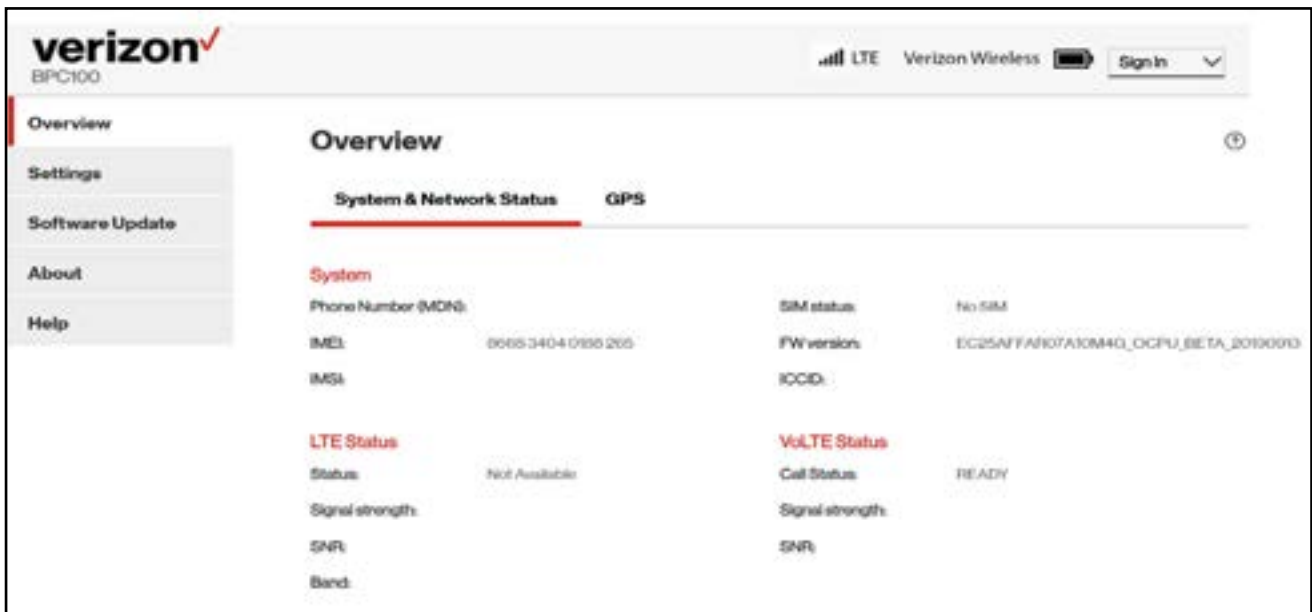 verizon
BPC100
LTE Verizon Wireless Sign In
Overview
Settings
Software Update
About
Help
Overview
System & Network Status GPS
System
Phone Number (MDN):
IMEI:
IMSI:
SIM status: No SIM
FW version:
ICCID:
LTE Status
Status: Not Available
Signal strength:
SNR:
Band:
VoLTE Status
Call Status: READY
Signal strength:
SNR: